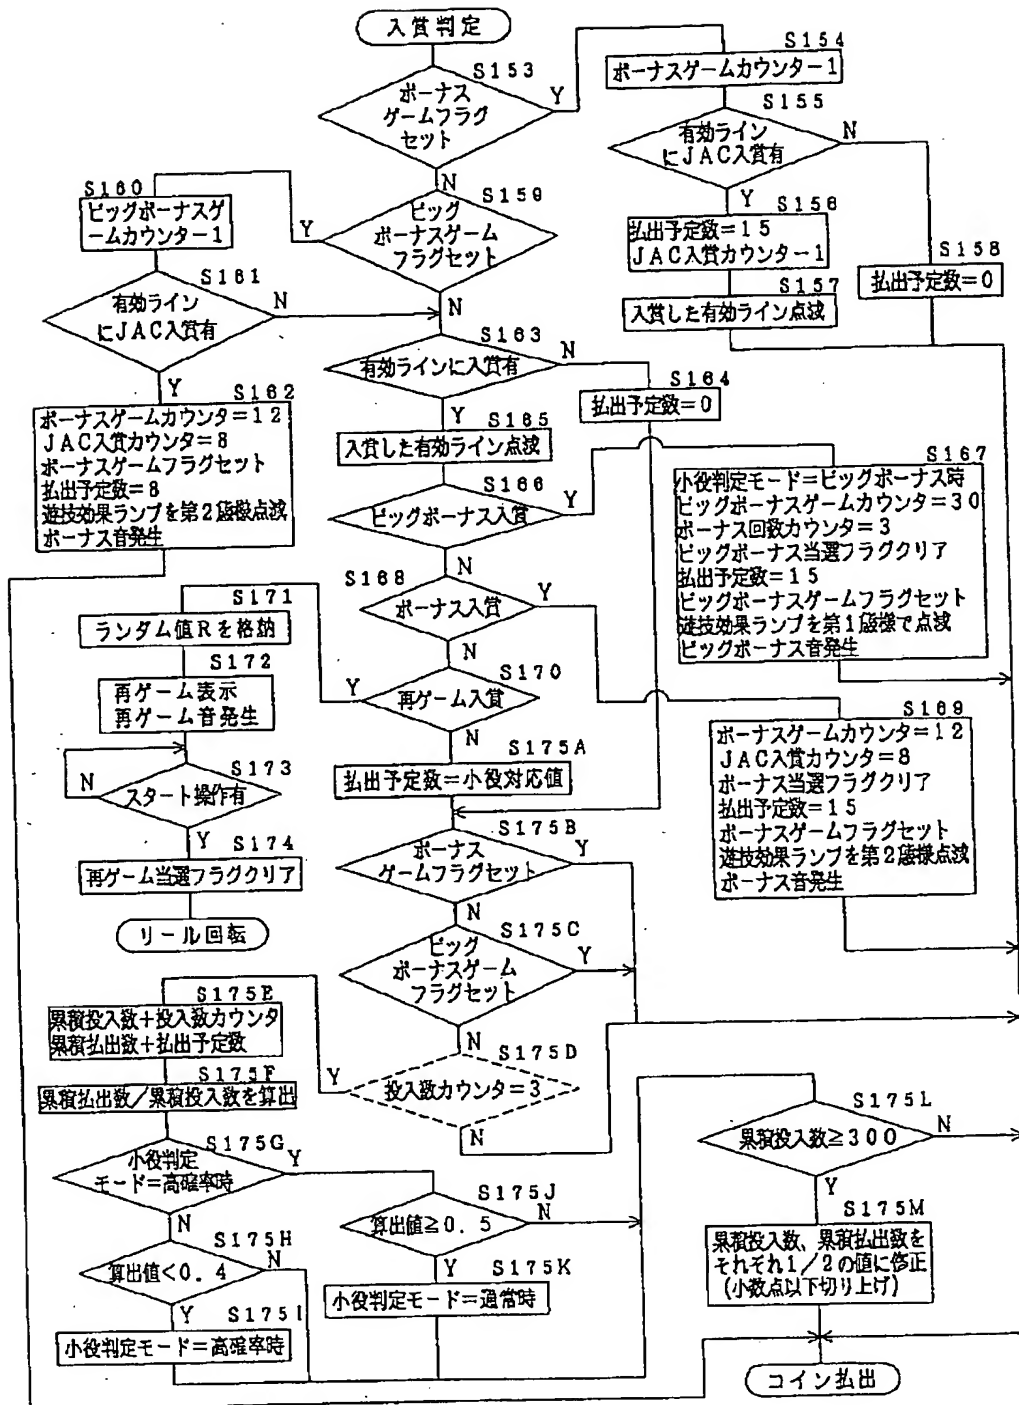 入賞判定
S153
ボーナス
ゲームフラグ
セット
Y
N
S154
ボーナスゲームカウンタ−1
S155
有効ライン
にJAC入賞有
N
Y
S156
払出予定数=15
JAC入賞カウンタ−1
S157
入賞した有効ライン点滅
S158
払出予定数=0
S159
ビッグ
ボーナスゲーム
フラグセット
Y
N
S160
ビッグボーナスゲ
ームカウンタ−1
S161
有効ライン
にJAC入賞有
N
Y
S162
ボーナスゲームカウンタ=12
JAC入賞カウンタ=8
ボーナスゲームフラグセット
払出予定数=8
遊技効果ランプを第2態様点滅
ボーナス音発生
S163
有効ラインに入賞有
N
Y
S164
払出予定数=0
S165
入賞した有効ライン点滅
S166
ビッグボーナス入賞
Y
N
S167
小役判定モード=ビッグボーナス時
ビッグボーナスゲームカウンタ=30
ボーナス回数カウンタ=3
ビッグボーナス当選フラグクリア
払出予定数=15
ビッグボーナスゲームフラグセット
遊技効果ランプを第1態様で点滅
ビッグボーナス音発生
S168
ボーナス入賞
Y
N
S169
ボーナスゲームカウンタ=12
JAC入賞カウンタ=8
ボーナス当選フラグクリア
払出予定数=15
ボーナスゲームフラグセット
遊技効果ランプを第2態様点滅
ボーナス音発生
S170
再ゲーム入賞
Y
N
S171
ランダム値Rを格納
S172
再ゲーム表示
再ゲーム音発生
S173
スタート操作有
N
Y
S174
再ゲーム当選フラグクリア
リール回転
S175A
払出予定数=小役対応値
S175B
ボーナス
ゲームフラグセット
Y
N
S175C
ビッグ
ボーナスゲーム
フラグセット
Y
N
S175D
投入数カウンタ=3
Y
N
S175E
累積投入数+投入数カウンタ
累積払出数+払出予定数
S175F
累積払出数/累積投入数を算出
S175G
小役判定
モード=高確率時
Y
N
S175H
算出値<0.4
N
Y
S175I
小役判定モード=高確率時
S175J
算出値≧0.5
N
Y
S175K
小役判定モード=通常時
S175L
累積投入数≧300
N
Y
S175M
累積投入数、累積払出数を
それぞれ1/2の値に修正
(小数点以下切り上げ)
コイン払出